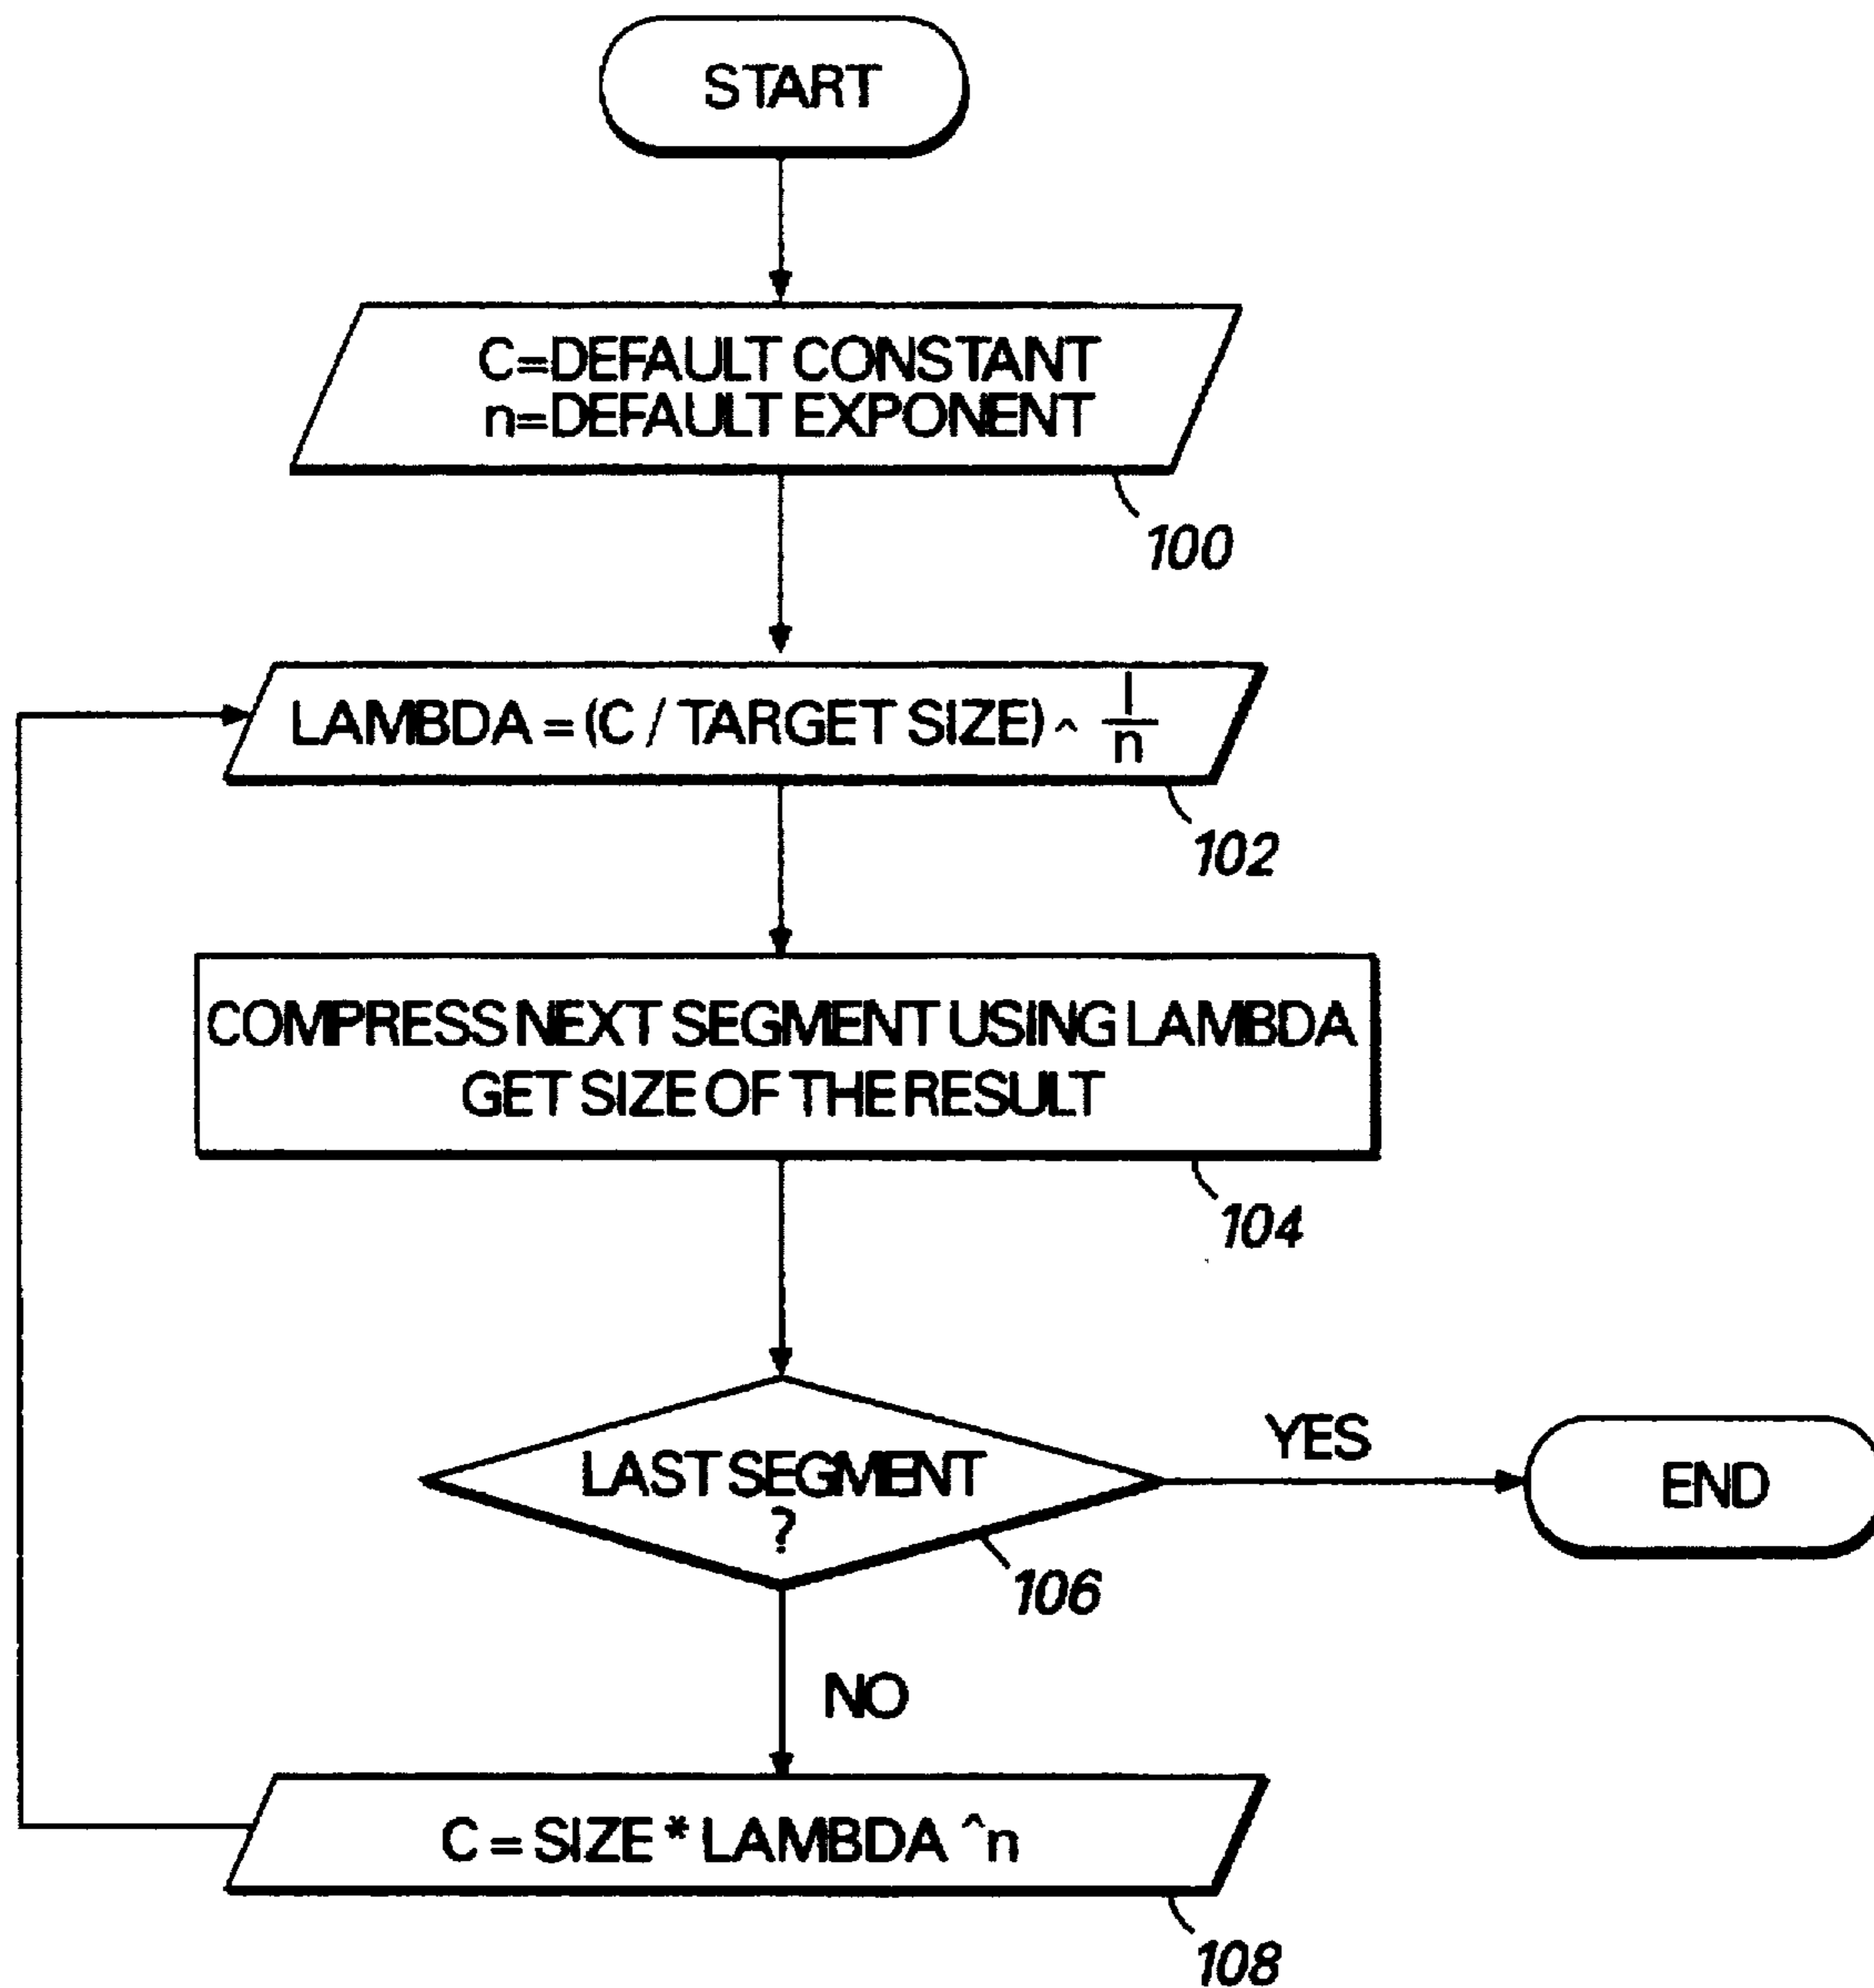 START
C=DEFAULT CONSTANT
n=DEFAULT EXPONENT
100
LAMBDA = (C / TARGET SIZE) ^ 1/n
102
COMPRESS NEXT SEGMENT USING LAMBDA
GET SIZE OF THE RESULT
104
LAST SEGMENT
?
106
YES
END
NO
C = SIZE * LAMBDA ^n
108